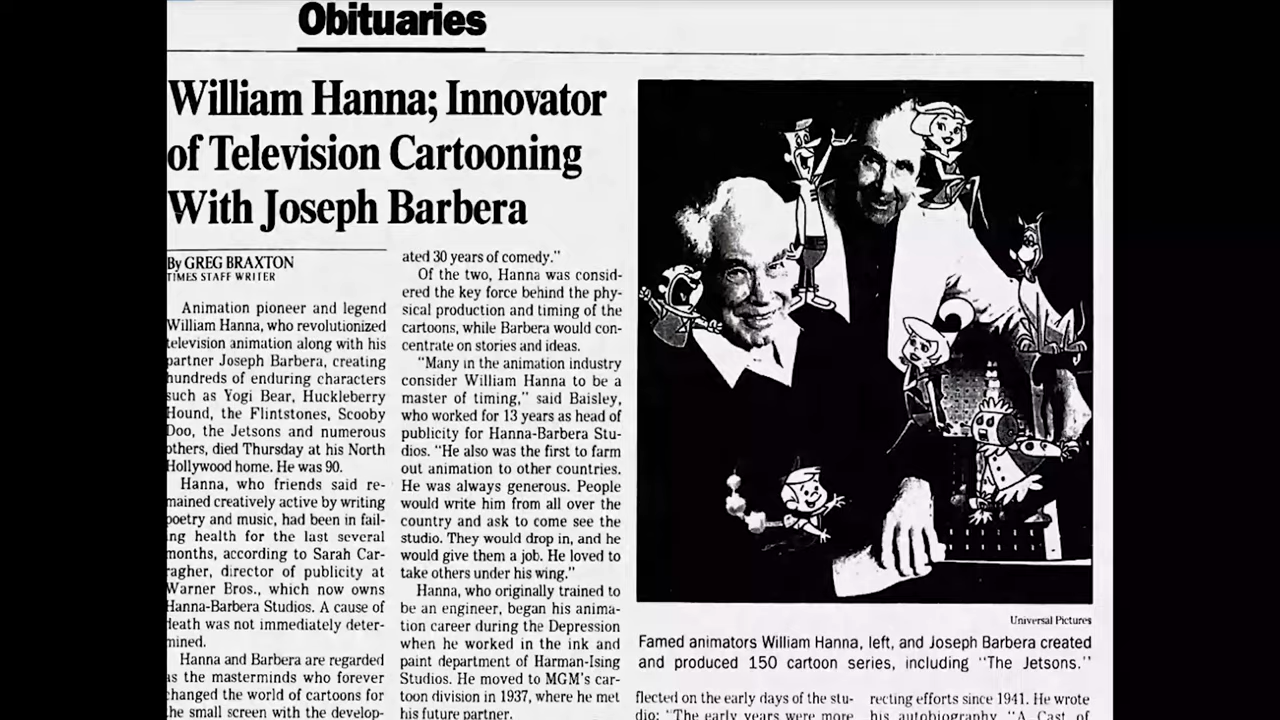 Obituaries
William Hanna; Innovator
of Television Cartooning
With Joseph Barbera
By GREG BRAXTON
TIMES STAFF WRITER
Animation pioneer and legend
William Hanna, who revolutionized
television animation along with his
partner Joseph Barbera, creating
hundreds of enduring characters
such as Yogi Bear, Huckleberry
Hound, the Flintstones, Scooby
Doo, the Jetsons and numerous
others, died Thursday at his North
Hollywood home. He was 90.
Hanna, who friends said re-
mained creatively active by writing
poetry and music, had been in fail-
ing health for the last several
months, according to Sarah Car-
ragher, director of publicity at
Warner Bros., which now owns
Hanna-Barbera Studios. A cause of
death was not immediately deter-
mined.
Hanna and Barbera are regarded
as the masterminds who forever
changed the world of cartoons for
the small screen with the develop-
ated 30 years of comedy."
Of the two, Hanna was consid-
ered the key force behind the phy-
sical production and timing of the
cartoons, while Barbera would con-
centrate on stories and ideas.
"Many in the animation industry
consider William Hanna to be a
master of timing," said Baisley,
who worked for 13 years as head of
publicity for Hanna-Barbera Stu-
dios. "He also was the first to farm
out animation to other countries.
He was always generous. People
would write him from all over the
country and ask to come see the
studio. They would drop in, and he
would give them a job. He loved to
take others under his wing."
Hanna, who originally trained to
be an engineer, began his anima-
tion career during the Depression
when he worked in the ink and
paint department of Harman-Ising
Studios. He moved to MGM's car-
toon division in 1937, where he met
his future partner.
Universal Pictures
Famed animators William Hanna, left, and Joseph Barbera created
and produced 150 cartoon series, including "The Jetsons."
flected on the early days of the stu-
dio: "The early years were more
recting efforts since 1941. He wrote
his autobiography, "A Cast of